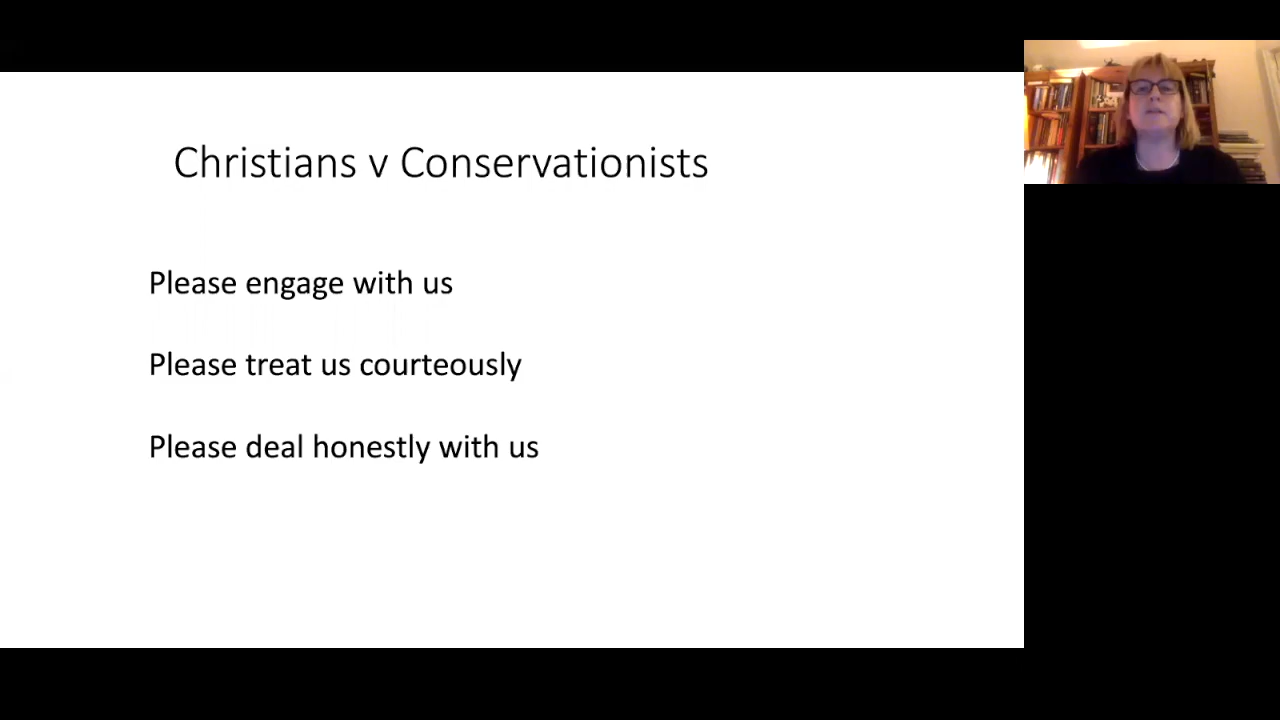 Christians v Conservationists
Please engage with us
Please treat us courteously
Please deal honestly with us